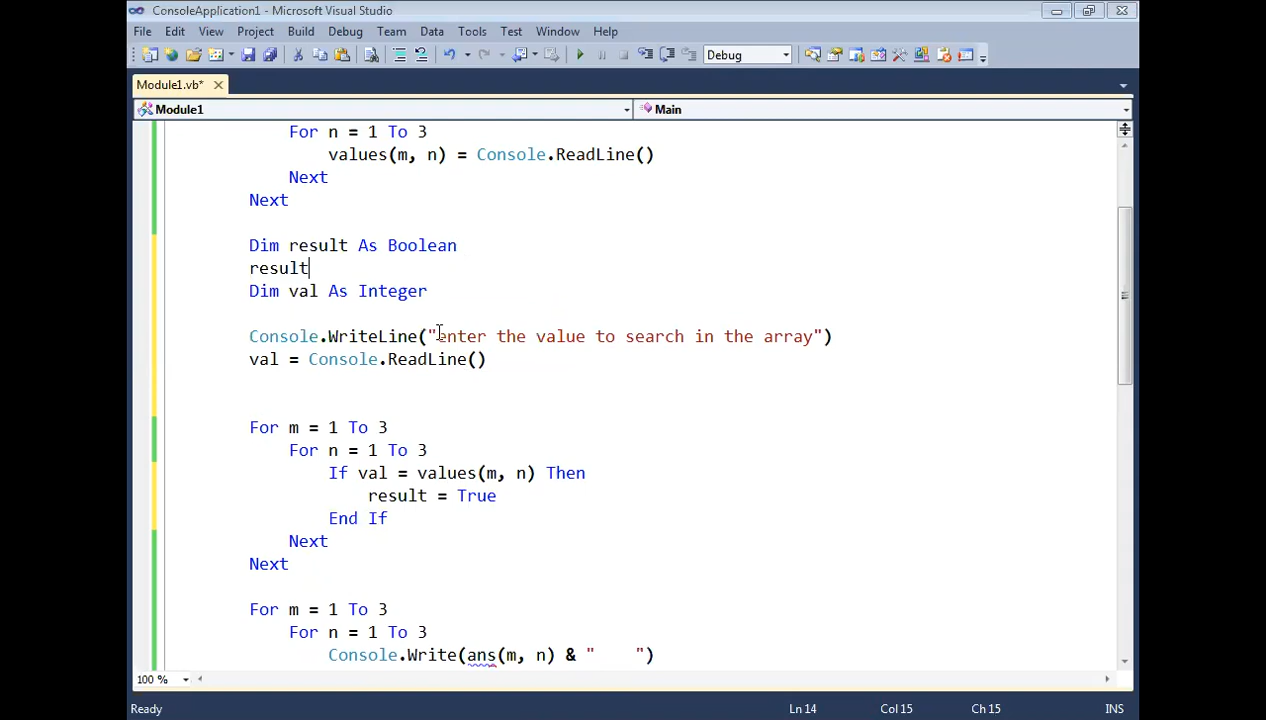 ConsoleApplication1 - Microsoft Visual Studio
File Edit View Project Build Debug Team Data Tools Test Window Help
Debug
Module1.vb*
Module1 Main
For n = 1 To 3
values(m, n) = Console.ReadLine()
Next
Next
Dim result As Boolean
result
Dim val As Integer
Console.WriteLine("enter the value to search in the array")
val = Console.ReadLine()
For m = 1 To 3
For n = 1 To 3
If val = values(m, n) Then
result = True
End If
Next
Next
For m = 1 To 3
For n = 1 To 3
Console.Write(ans(m, n) & "    ")
100 %
Ready Ln 14 Col 15 Ch 15 INS